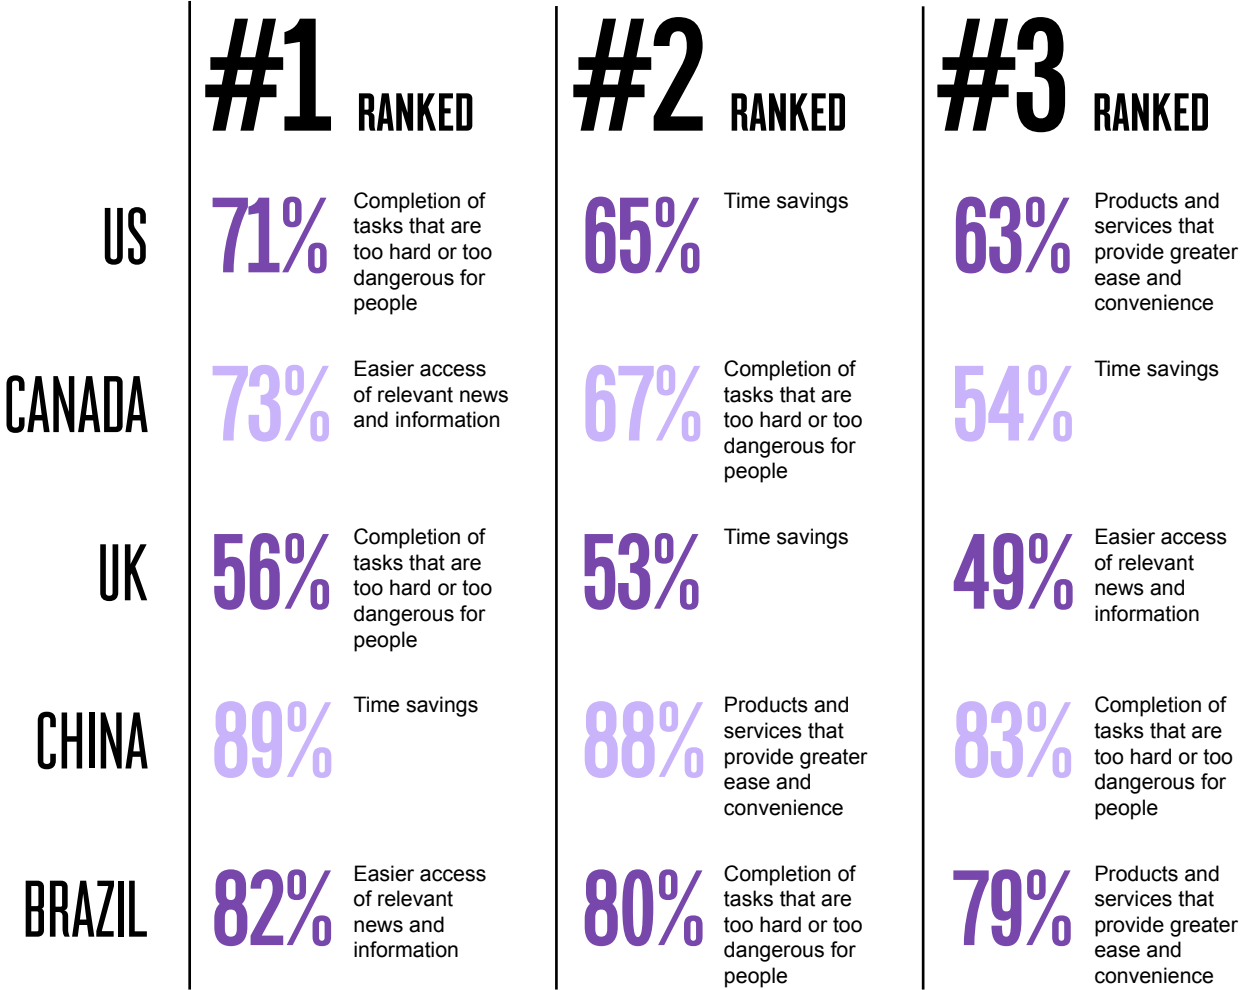 #1 RANKED
#2 RANKED
#3 RANKED
US
71%
Completion of
tasks that are
too hard or too
dangerous for
people
65%
Time savings
63%
Products and
services that
provide greater
ease and
convenience
CANADA
73%
Easier access
of relevant news
and information
67%
Completion of
tasks that are
too hard or too
dangerous for
people
54%
Time savings
UK
56%
Completion of
tasks that are
too hard or too
dangerous for
people
53%
Time savings
49%
Easier access
of relevant
news and
information
CHINA
89%
Time savings
88%
Products and
services that
provide greater
ease and
convenience
83%
Completion of
tasks that are
too hard or too
dangerous for
people
BRAZIL
82%
Easier access
of relevant
news and
information
80%
Completion of
tasks that are
too hard or too
dangerous for
people
79%
Products and
services that
provide greater
ease and
convenience